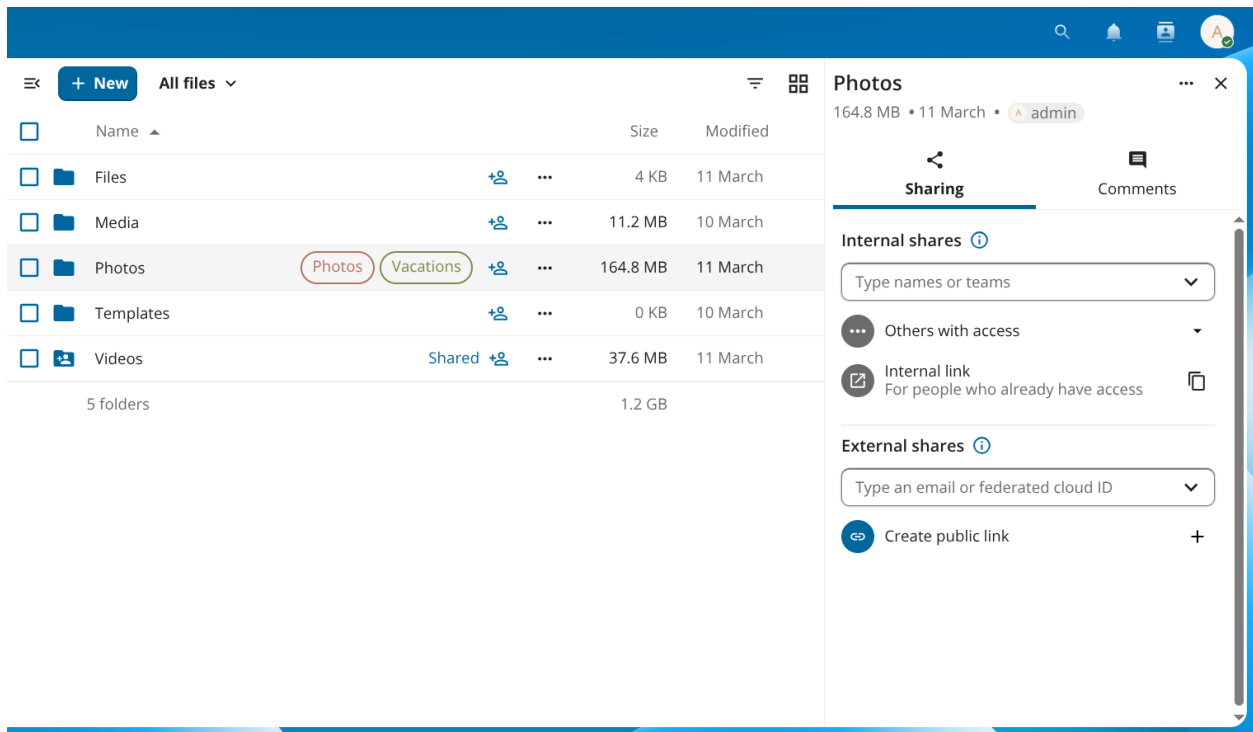 A
New All files
Name Size Modified
Files 4 KB 11 March
Media 11.2 MB 10 March
Photos Photos Vacations 164.8 MB 11 March
Templates 0 KB 10 March
Videos Shared 37.6 MB 11 March
5 folders 1.2 GB
Photos
164.8 MB • 11 March • A admin
Sharing Comments
Internal shares
Type names or teams
Others with access
Internal link
For people who already have access
External shares
Type an email or federated cloud ID
Create public link